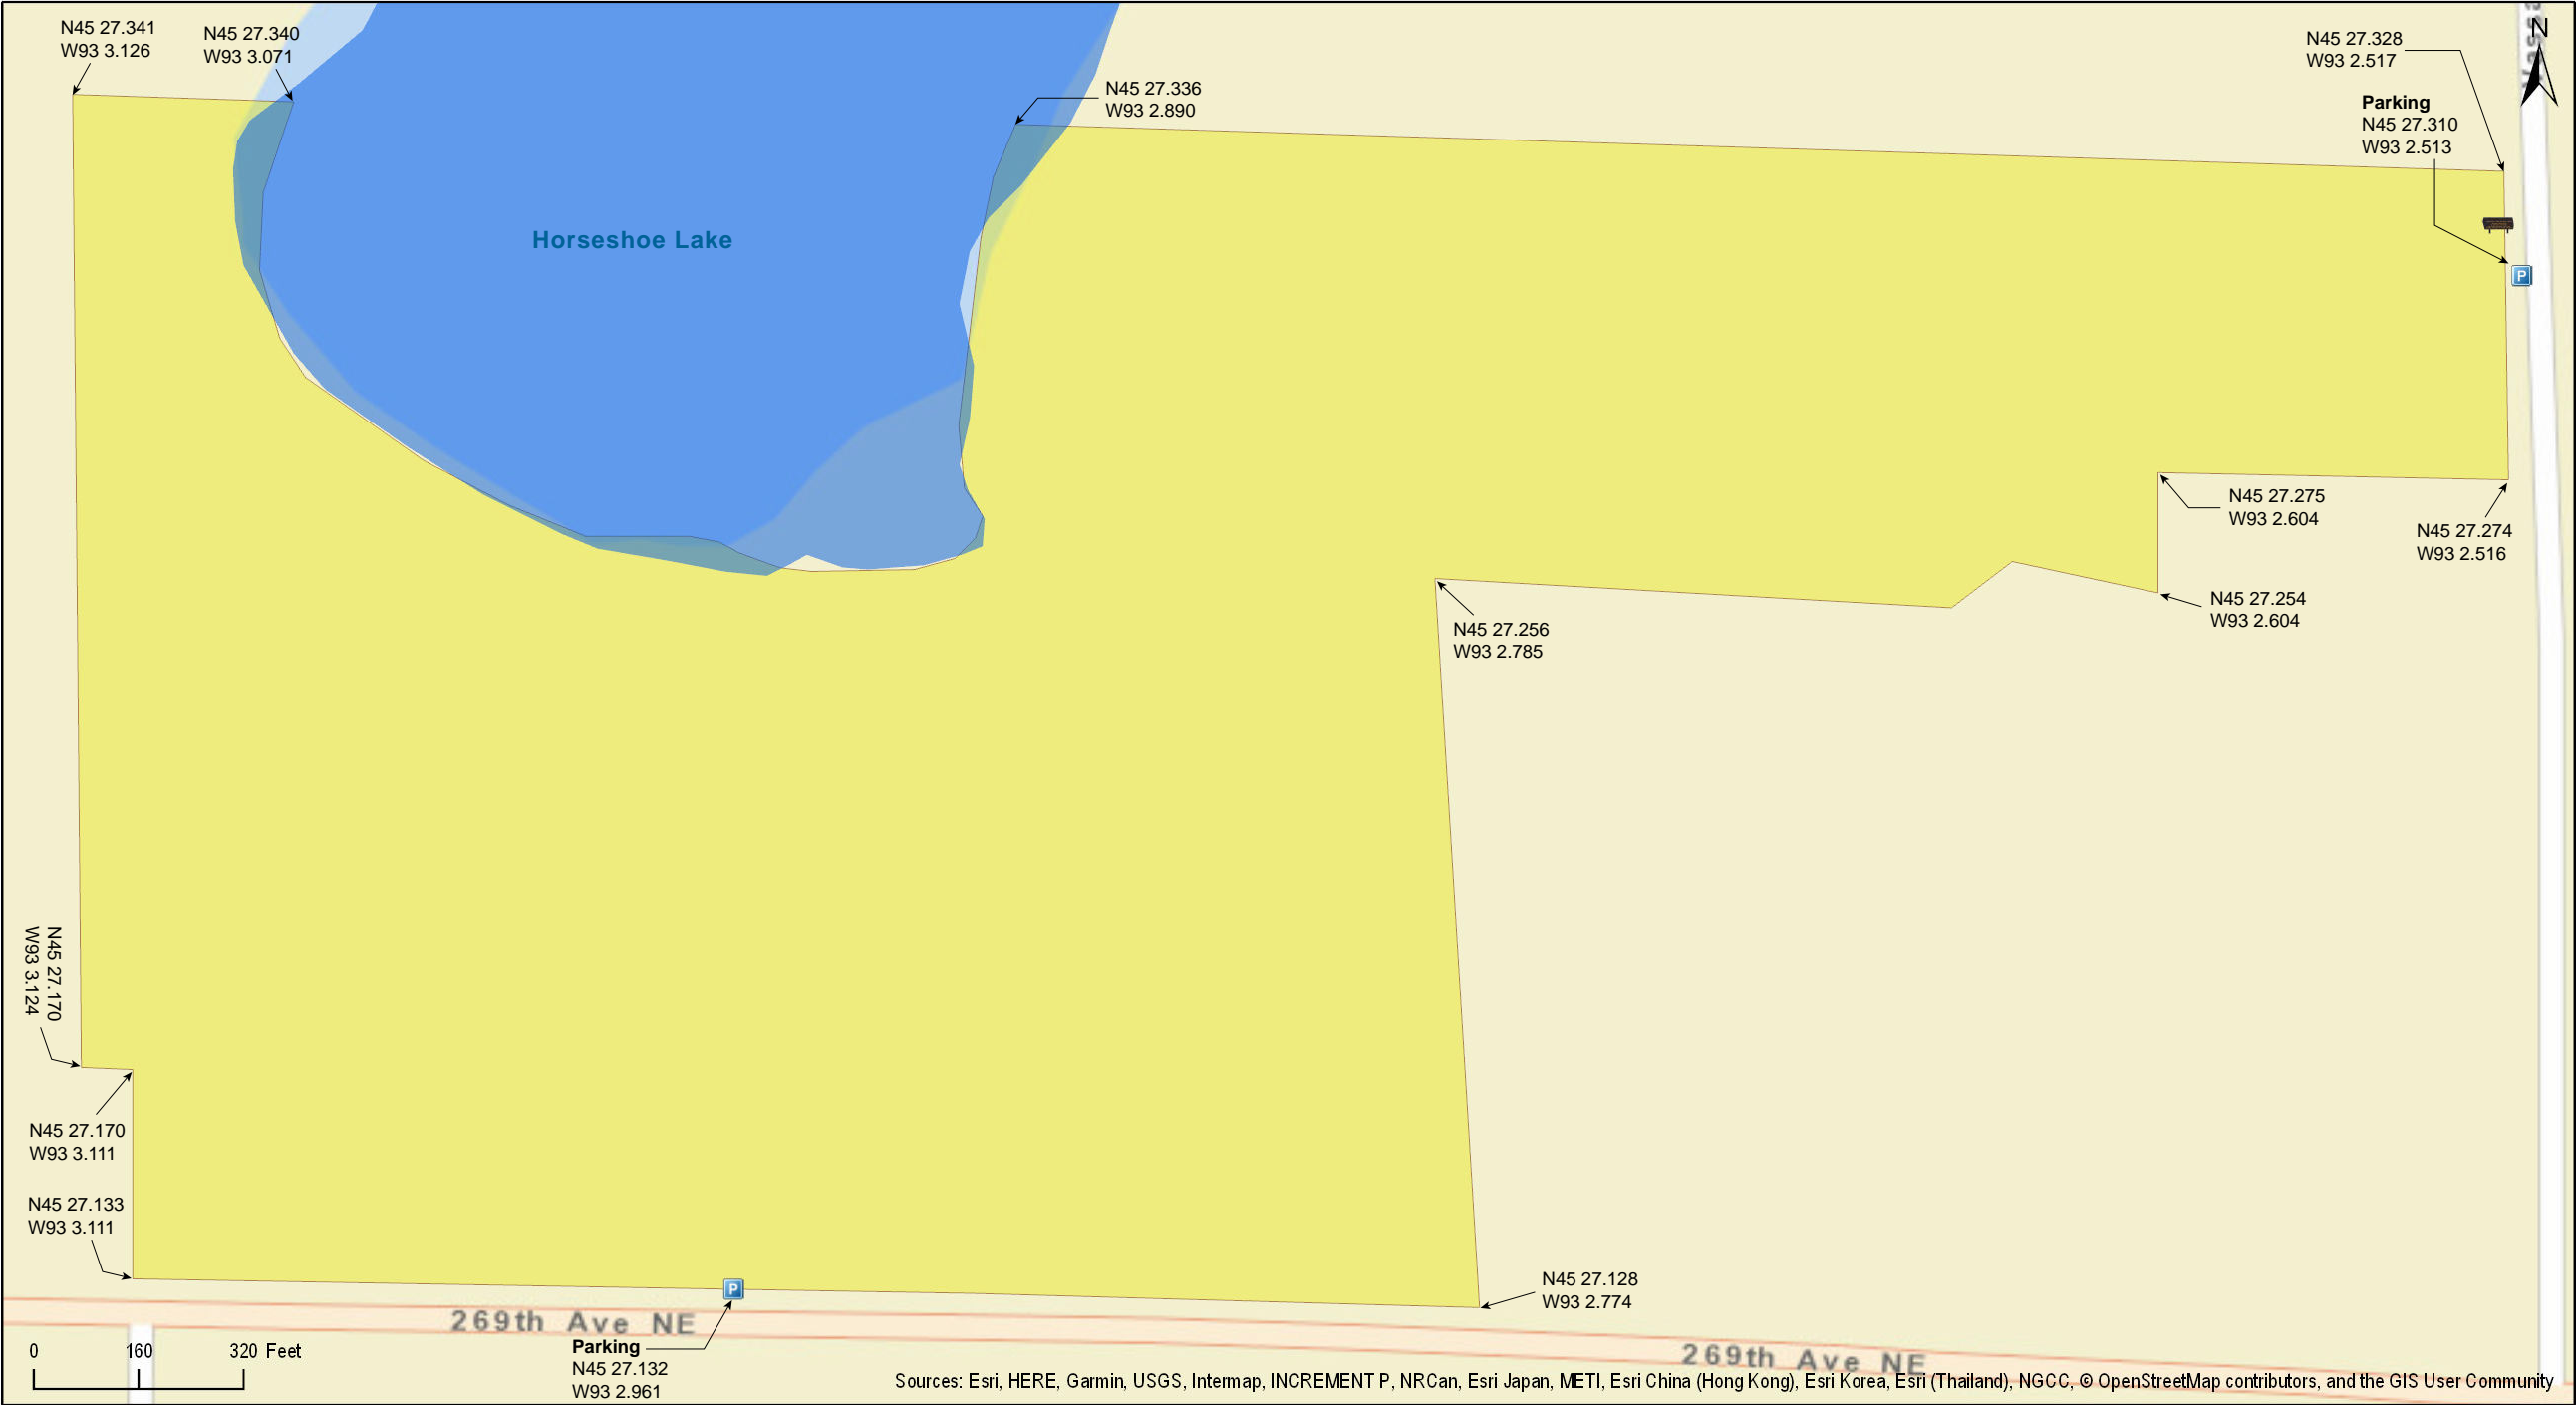 N45 27.341
W93 3.126
N45 27.340
W93 3.071
N45 27.336
W93 2.890
N45 27.328
W93 2.517
N
Parking
N45 27.310
W93 2.513
P
Horseshoe Lake
N45 27.275
W93 2.604
N45 27.274
W93 2.516
N45 27.254
W93 2.604
N45 27.256
W93 2.785
N45 27.170
W93 3.124
N45 27.170
W93 3.111
N45 27.133
W93 3.111
N45 27.128
W93 2.774
P
269th Ave NE
Parking
N45 27.132
W93 2.961
269th Ave NE
0 160 320 Feet
Sources: Esri, HERE, Garmin, USGS, Intermap, INCREMENT P, NRCan, Esri Japan, METI, Esri China (Hong Kong), Esri Korea, Esri (Thailand), NGCC, © OpenStreetMap contributors, and the GIS User Community